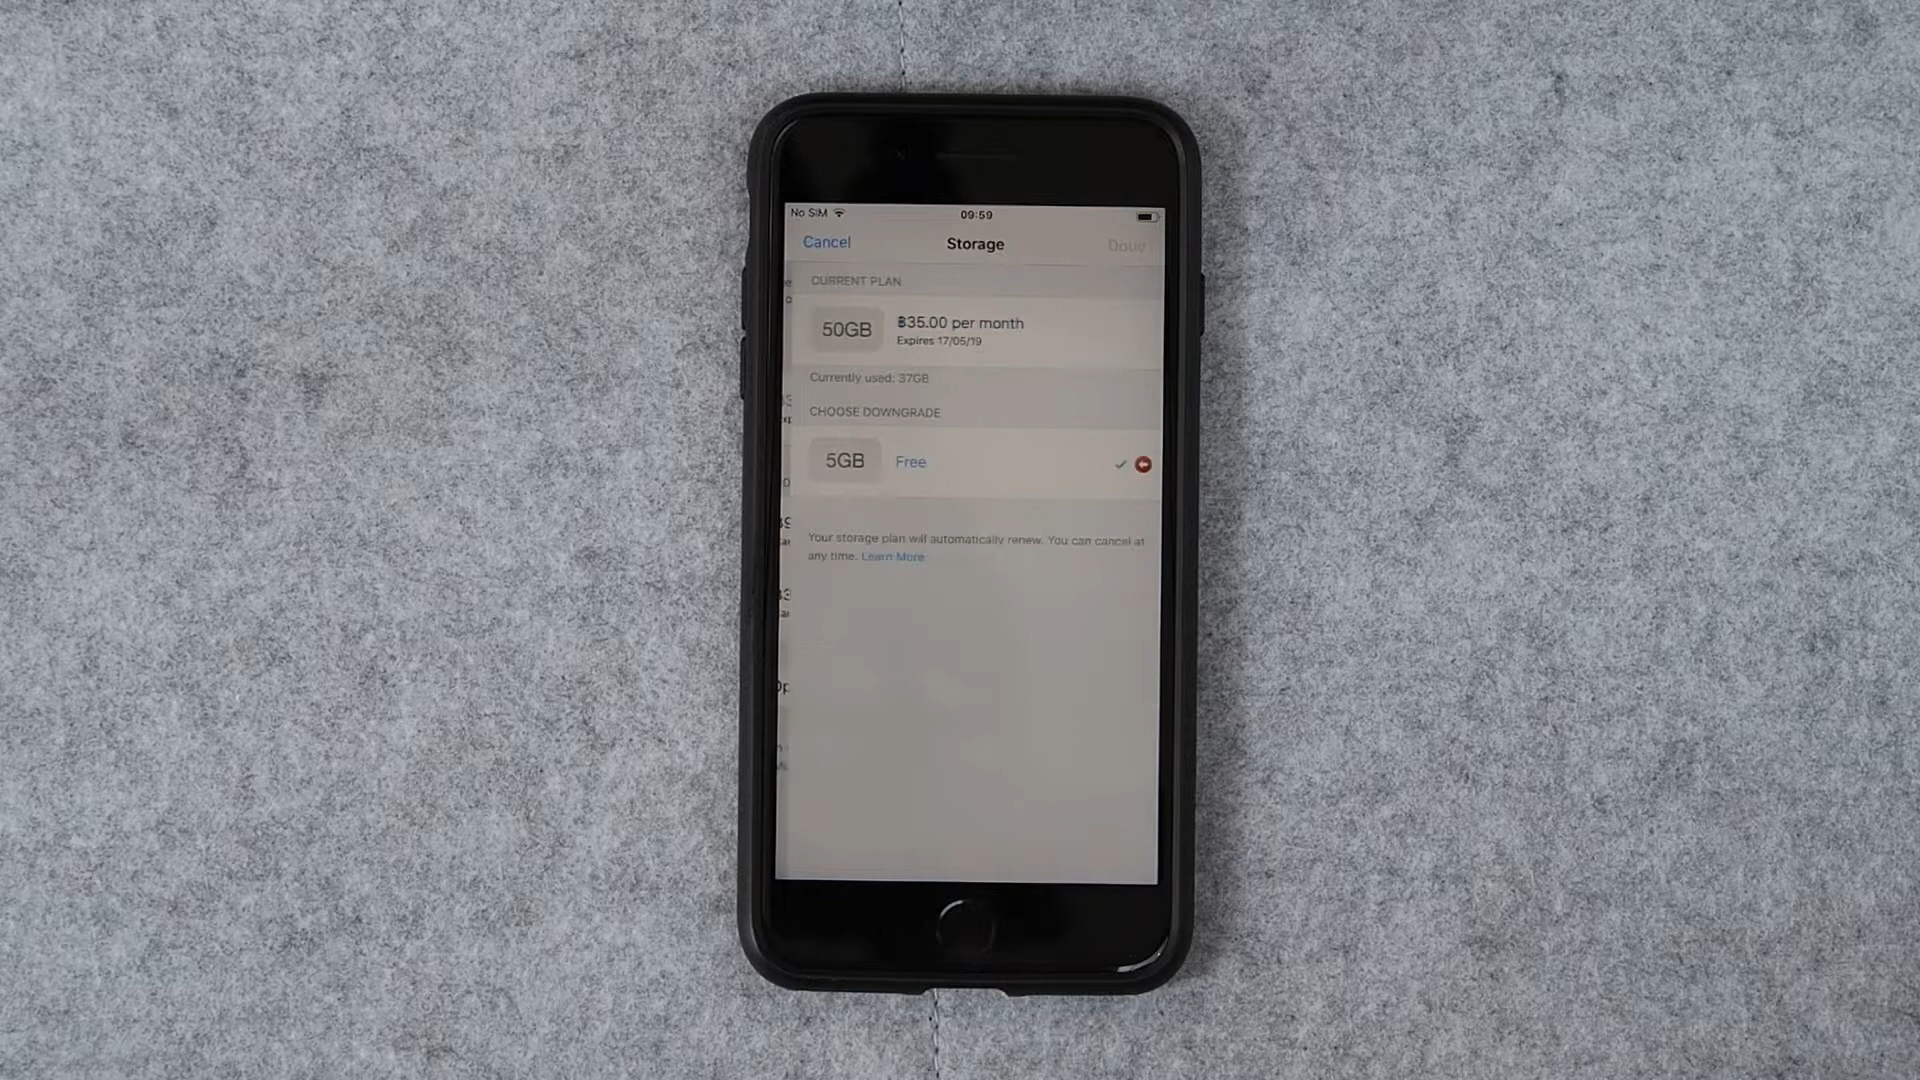 No SIM
09:59
Cancel
Storage
CURRENT PLAN
50GB
฿35.00 per month
Expires 17/05/19
Currently used: 37GB
CHOOSE DOWNGRADE
5GB
Free
Your storage plan will automatically renew. You can cancel at
any time. Learn More